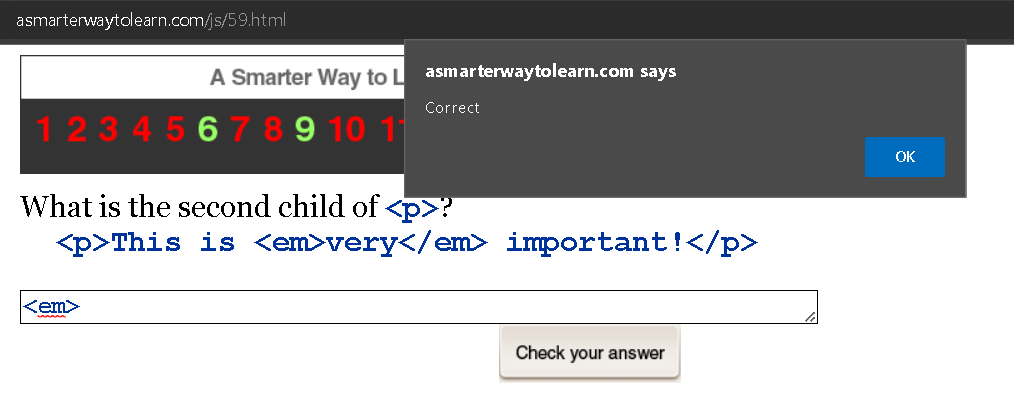 asmarterwaytolearn.com/js/59.html
A Smarter Way to L
asmarterwaytolearn.com says
Correct
OK
1 2 3 4 5 6 7 8 9 10 11
What is the second child of <p>?
<p>This is <em>very</em> important!</p>
<em>
Check your answer